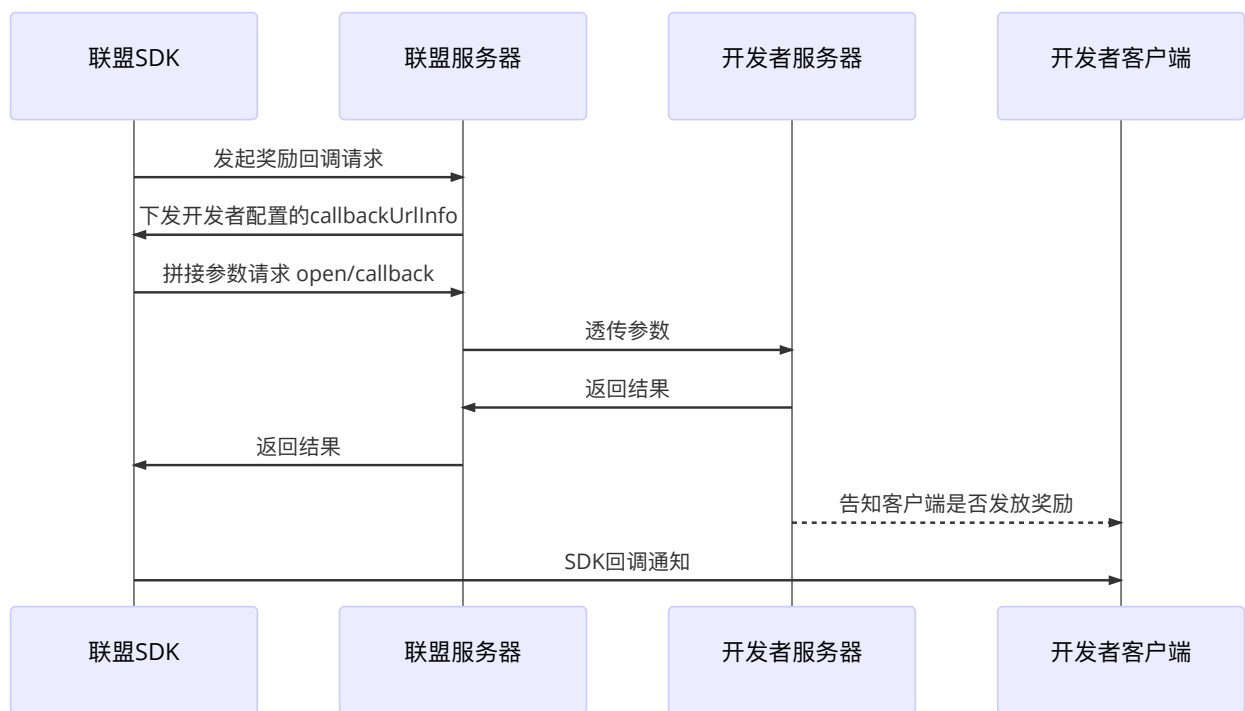 联盟SDK
联盟服务器
开发者服务器
开发者客户端
发起奖励回调请求
下发开发者配置的callbackUrlInfo
拼接参数请求 open/callback
透传参数
返回结果
返回结果
告知客户端是否发放奖励
SDK回调通知
联盟SDK
联盟服务器
开发者服务器
开发者客户端